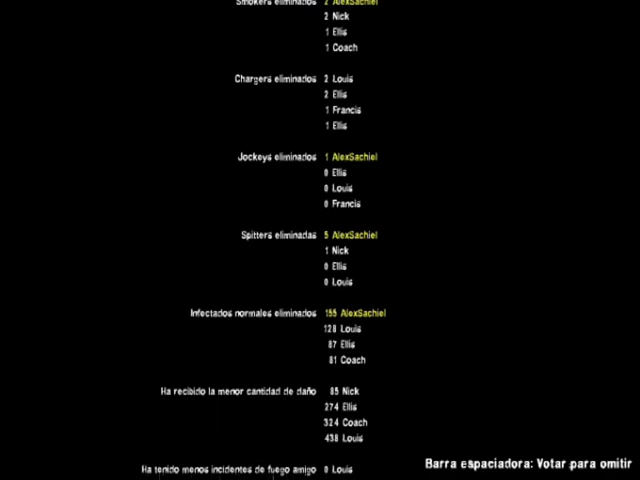 Smokers eliminados 2 AlexSachiel
2 Nick
1 Ellis
1 Coach
Chargers eliminados 2 Louis
2 Ellis
1 Francis
1 Ellis
Jockeys eliminados 1 AlexSachiel
0 Ellis
0 Louis
0 Francis
Spitters eliminadas 5 AlexSachiel
1 Nick
0 Ellis
0 Louis
Infectados normales eliminados 155 AlexSachiel
128 Louis
87 Ellis
81 Coach
Ha recibido la menor cantidad de daño 85 Nick
274 Ellis
324 Coach
438 Louis
Ha tenido menos incidentes de fuego amigo 0 Louis
Barra espaciadora: Votar para omitir